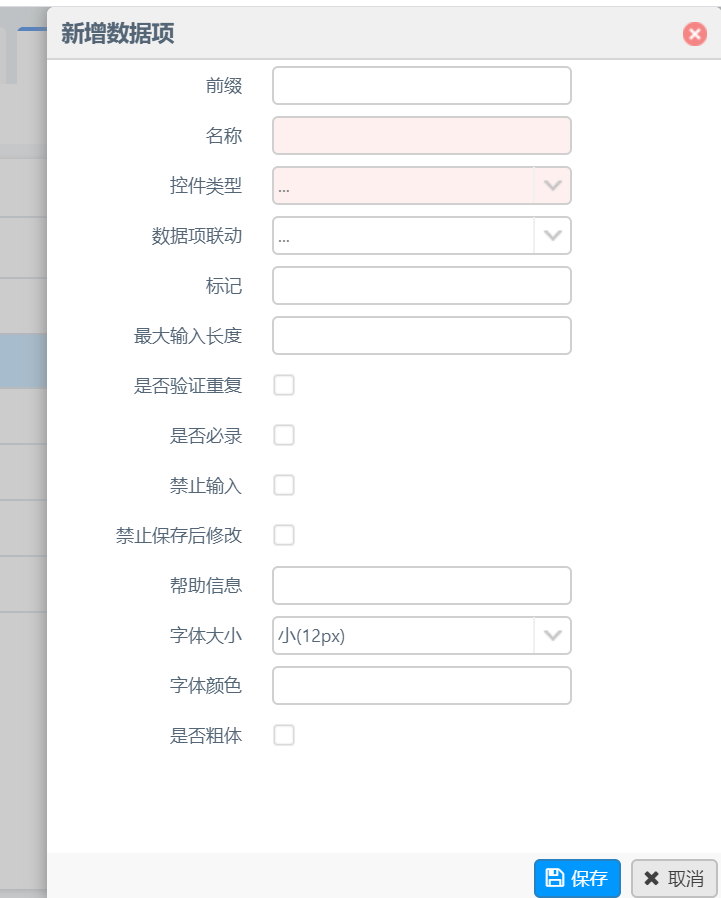 新增数据项
前缀
名称
控件类型 ...
数据项联动 ...
标记
最大输入长度
是否验证重复
是否必录
禁止输入
禁止保存后修改
帮助信息
字体大小 小(12px)
字体颜色
是否粗体
保存 取消